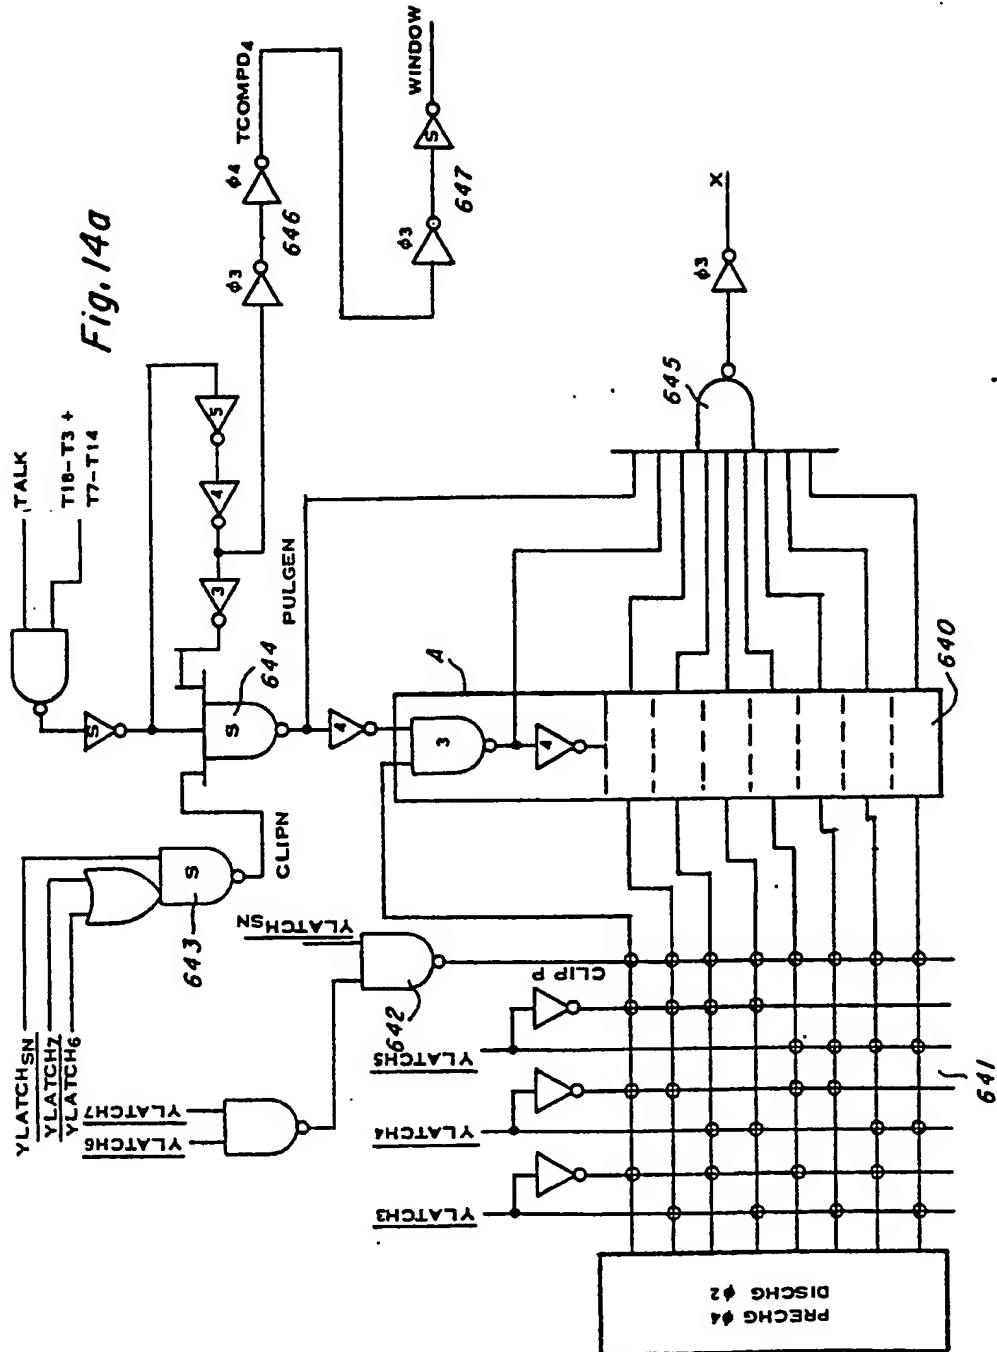 Fig. 14a
TALK
T18-T3 +
T7-T14
S
S
4
3
φ3
φ4
TCOMPD4
646
φ3
S
647
WINDOW
YLATCHSN
YLATCH7
YLATCH6
643
S
CLIPN
S
644
PULGEN
4
A
3
4
645
φ3
X
640
YLATCH6
YLATCH7
YLATCHSN
642
CLIP P
YLATCH5
YLATCH4
YLATCH3
641
PRECHG φ4
DISCHG φ2